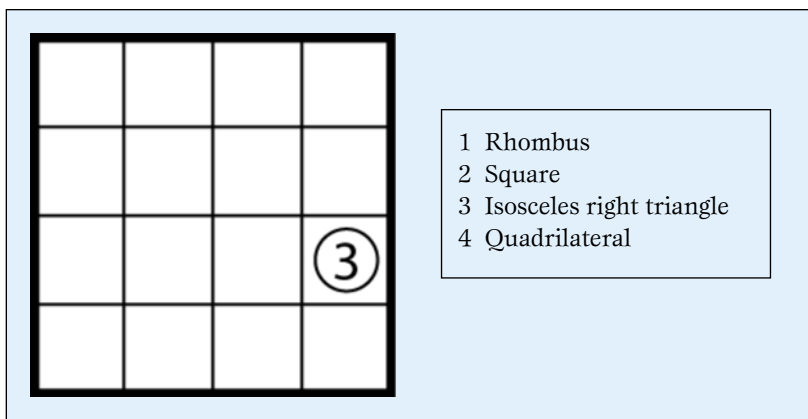 3
1 Rhombus
2 Square
3 Isosceles right triangle
4 Quadrilateral